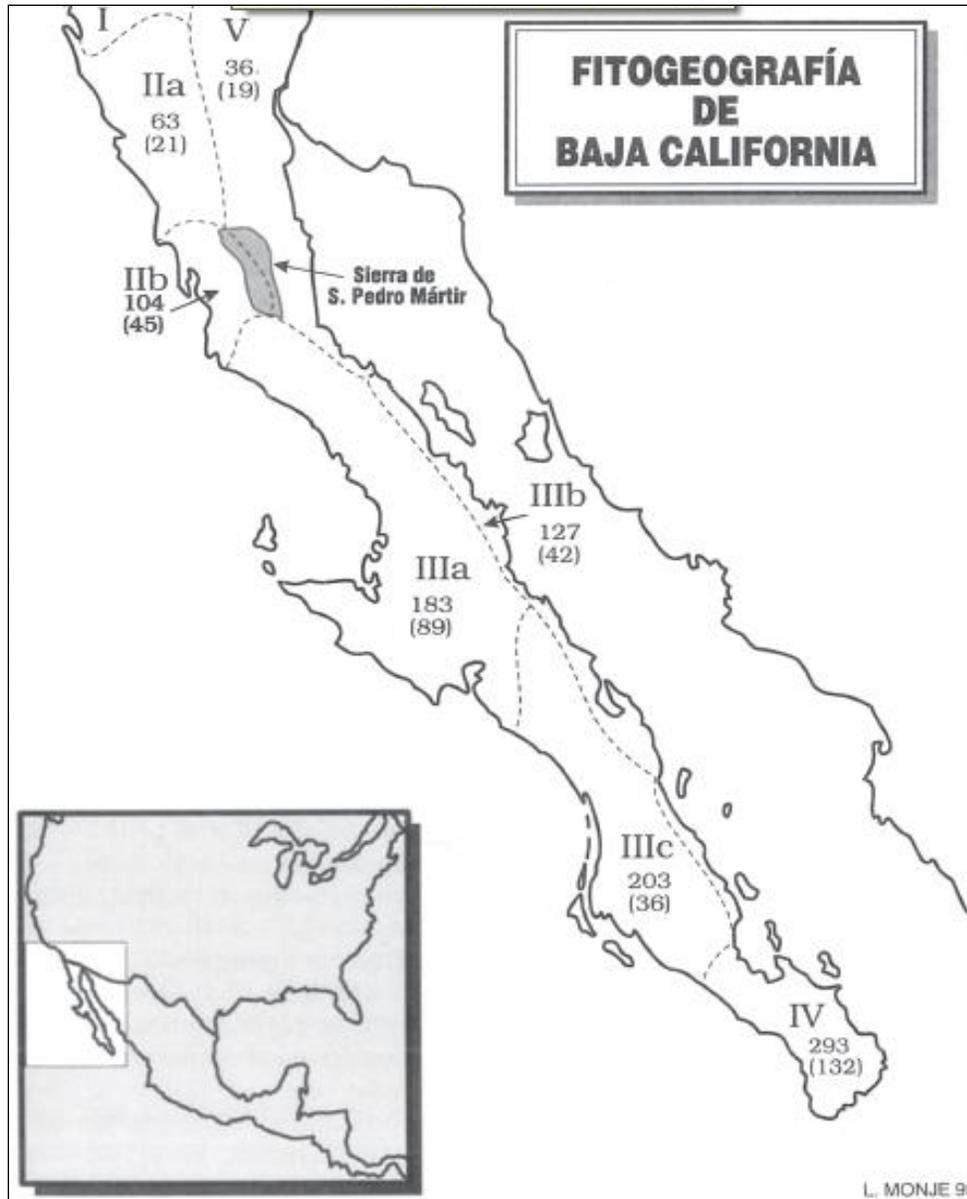 FITOGEOGRAFÍA
DE
BAJA CALIFORNIA
I
V
36
(19)
IIa
63
(21)
IIb
104
(45)
Sierra de
S. Pedro Mártir
IIIb
127
(42)
IIIa
183
(89)
IIIc
203
(36)
IV
293
(132)
L. MONJE